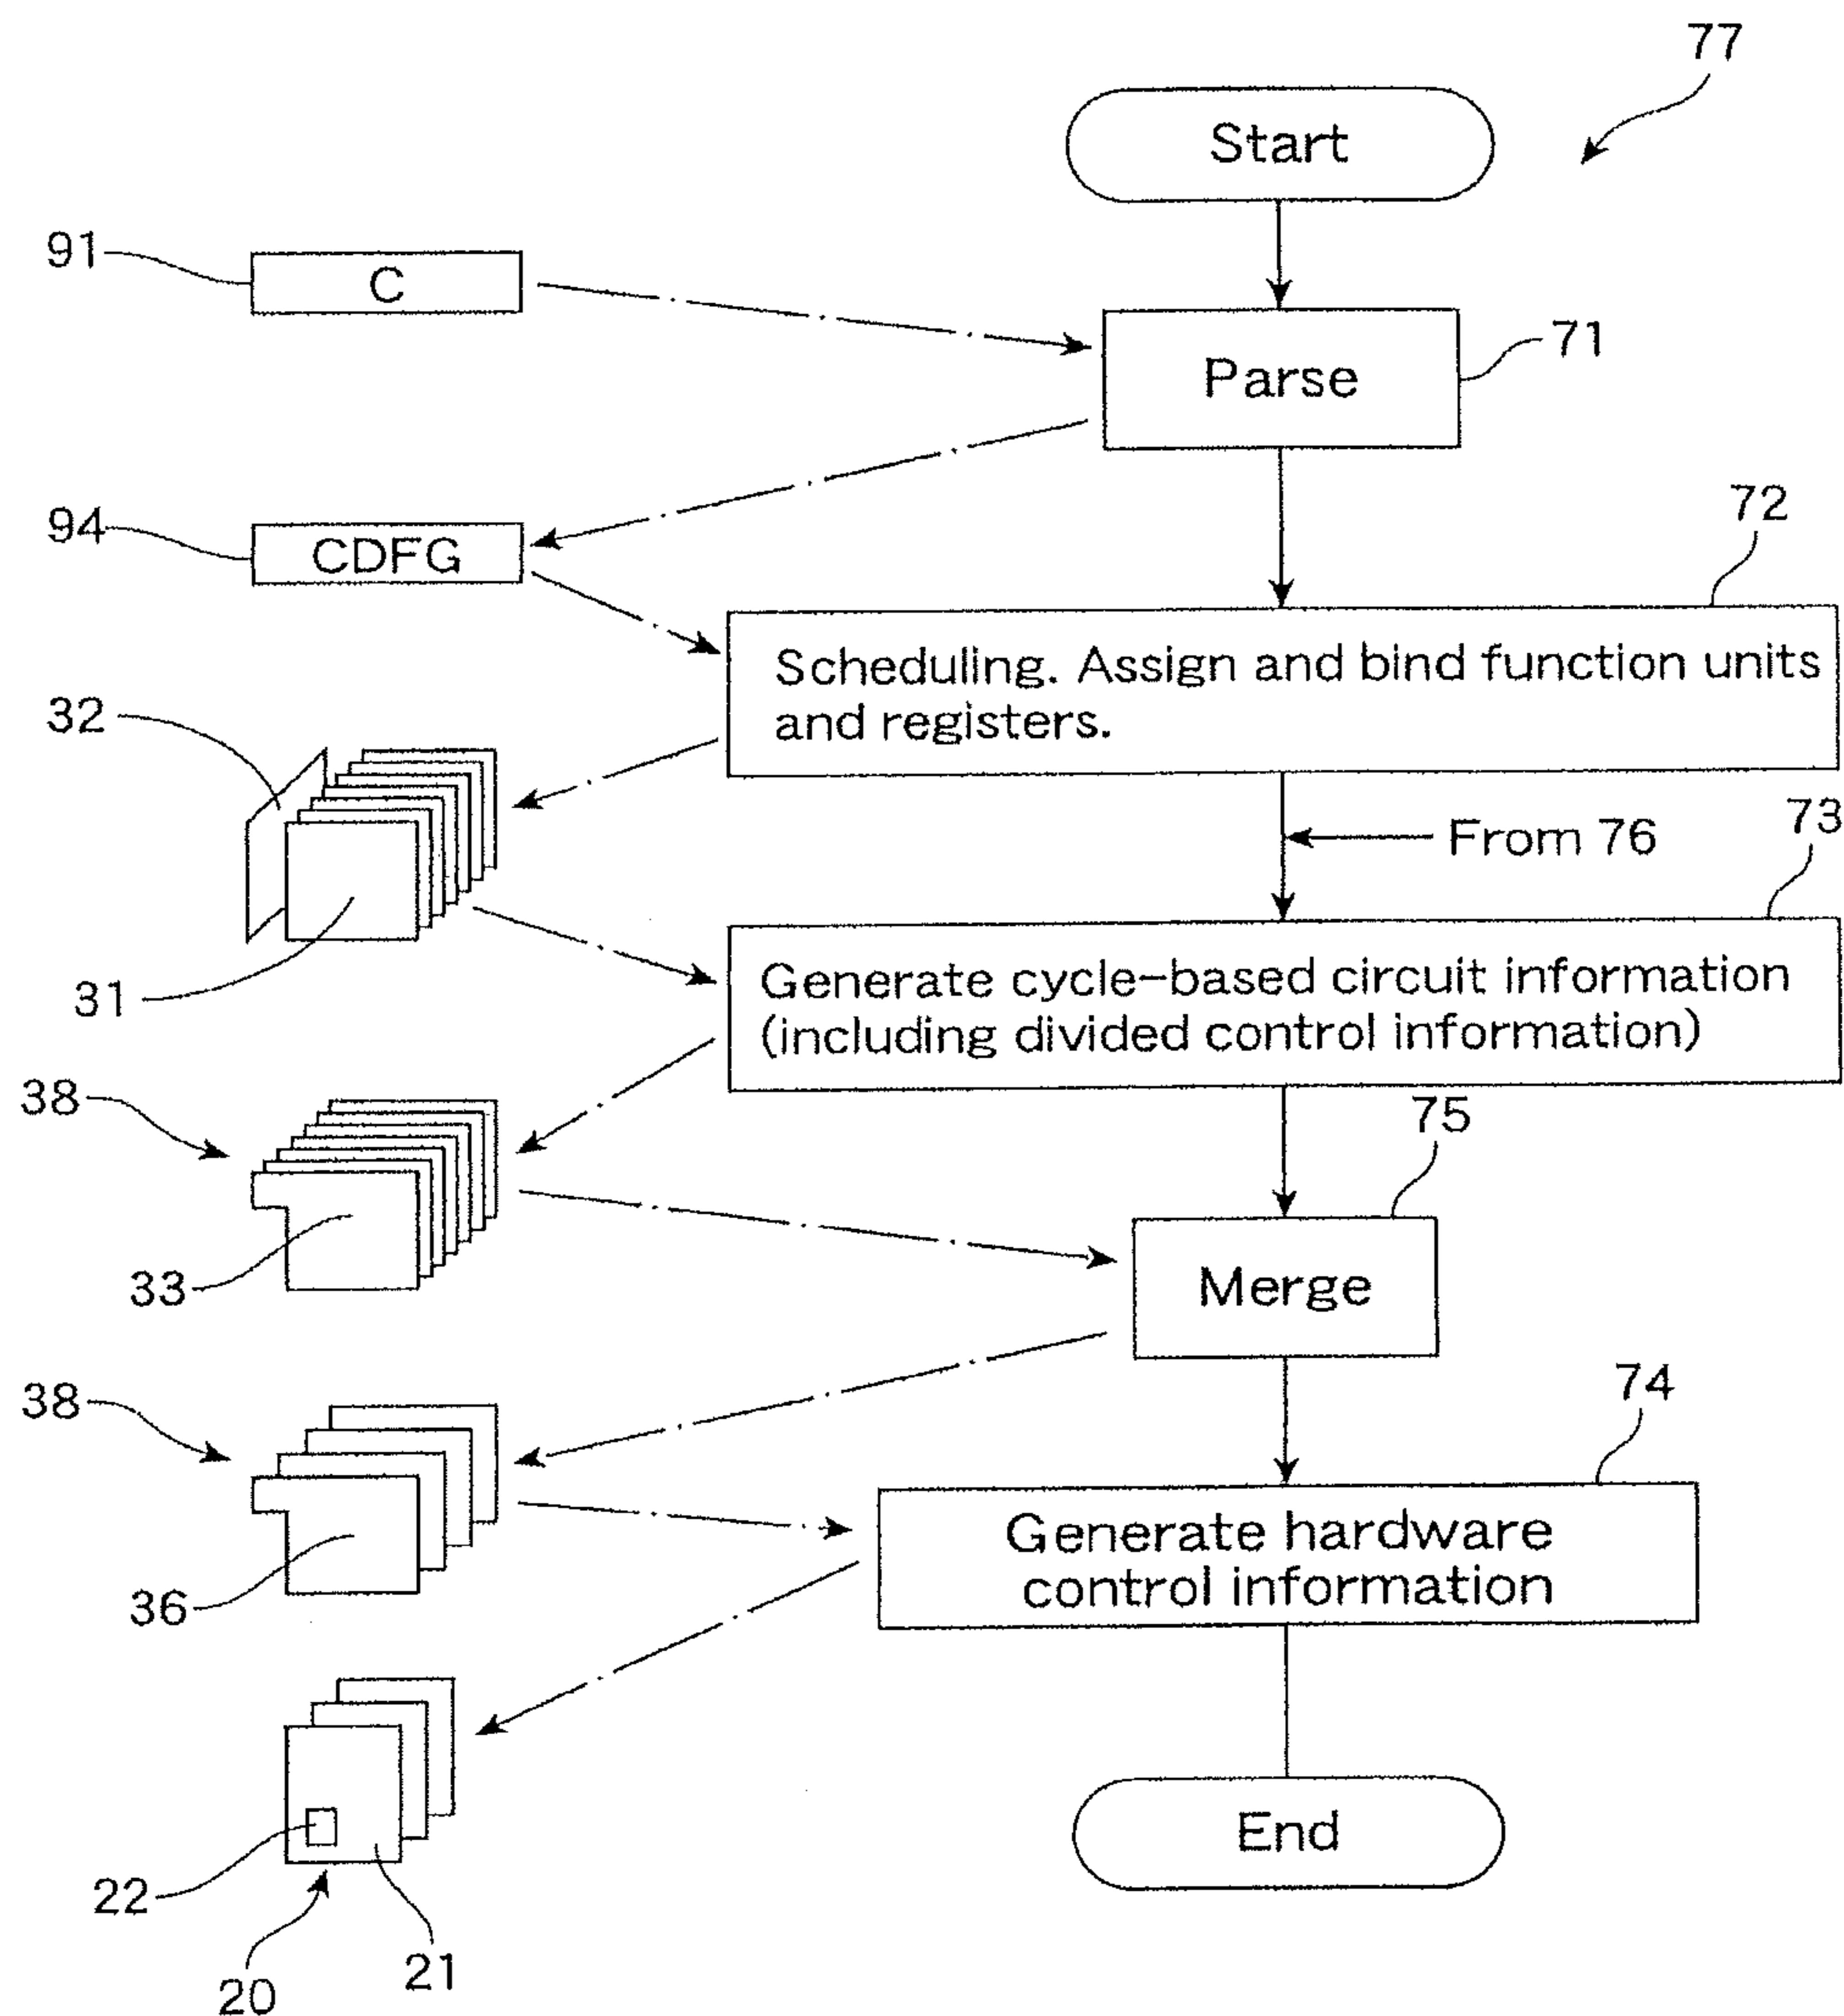 77
Start
91
C
71
Parse
94
CDFG
72
Scheduling. Assign and bind function units
and registers.
32
31
From 76
73
Generate cycle-based circuit information
(including divided control information)
38
33
75
Merge
38
36
74
Generate hardware
control information
22
20
21
End